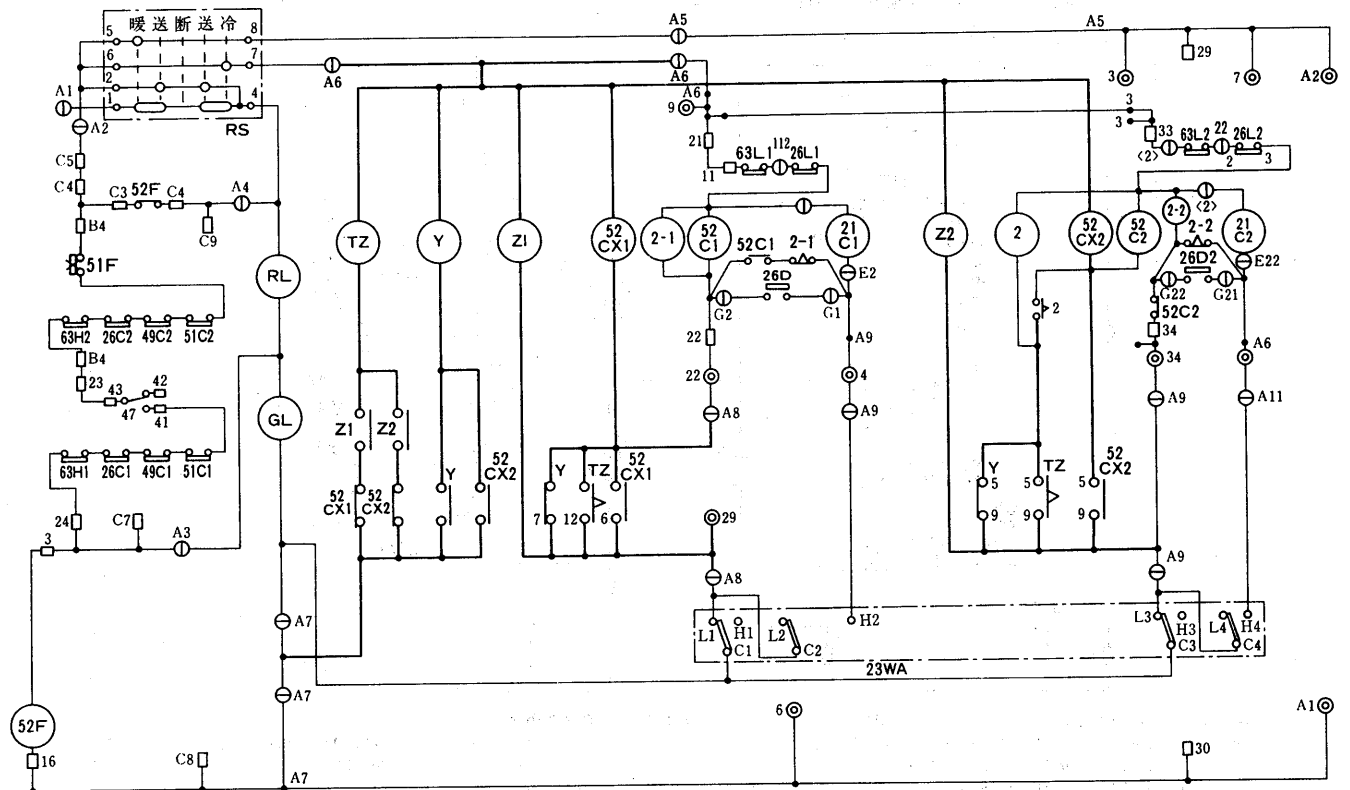 暖送断送冷
5
8
A5
A5
6
7
A6
A6
29
3
7
A2
2
A1
1
4
RS
A6
9
A2
3
3
21
33
63L2
22
26L2
<2>
2
3
C5
63L1
112
26L1
11
C4
C3
52F
C4
A4
C9
B4
51F
RL
TZ
Y
Z1
52
CX1
2-1
52
C1
21
C1
Z2
2
52
CX2
52
C2
2-2
<2>
21
C2
52C1
2-1
2-2
E2
26D
26D2
E22
G2
G1
G22
G21
2
52C2
63H2
26C2
49C2
51C2
22
A9
34
A6
B4
23
43
42
47
41
22
4
34
GL
A8
A9
A9
A11
Z1
Z2
63H1
26C1
49C1
51C1
52
CX1
52
CX2
Y
52
CX2
Y
TZ
52
CX1
7
12
6
Y
TZ
52
CX2
5
5
5
9
9
9
24
C7
A3
3
29
A8
A9
A7
L1
H1
C1
L2
C2
H2
L3
H3
C3
L4
H4
C4
23WA
A7
52F
6
A1
16
C8
A7
30